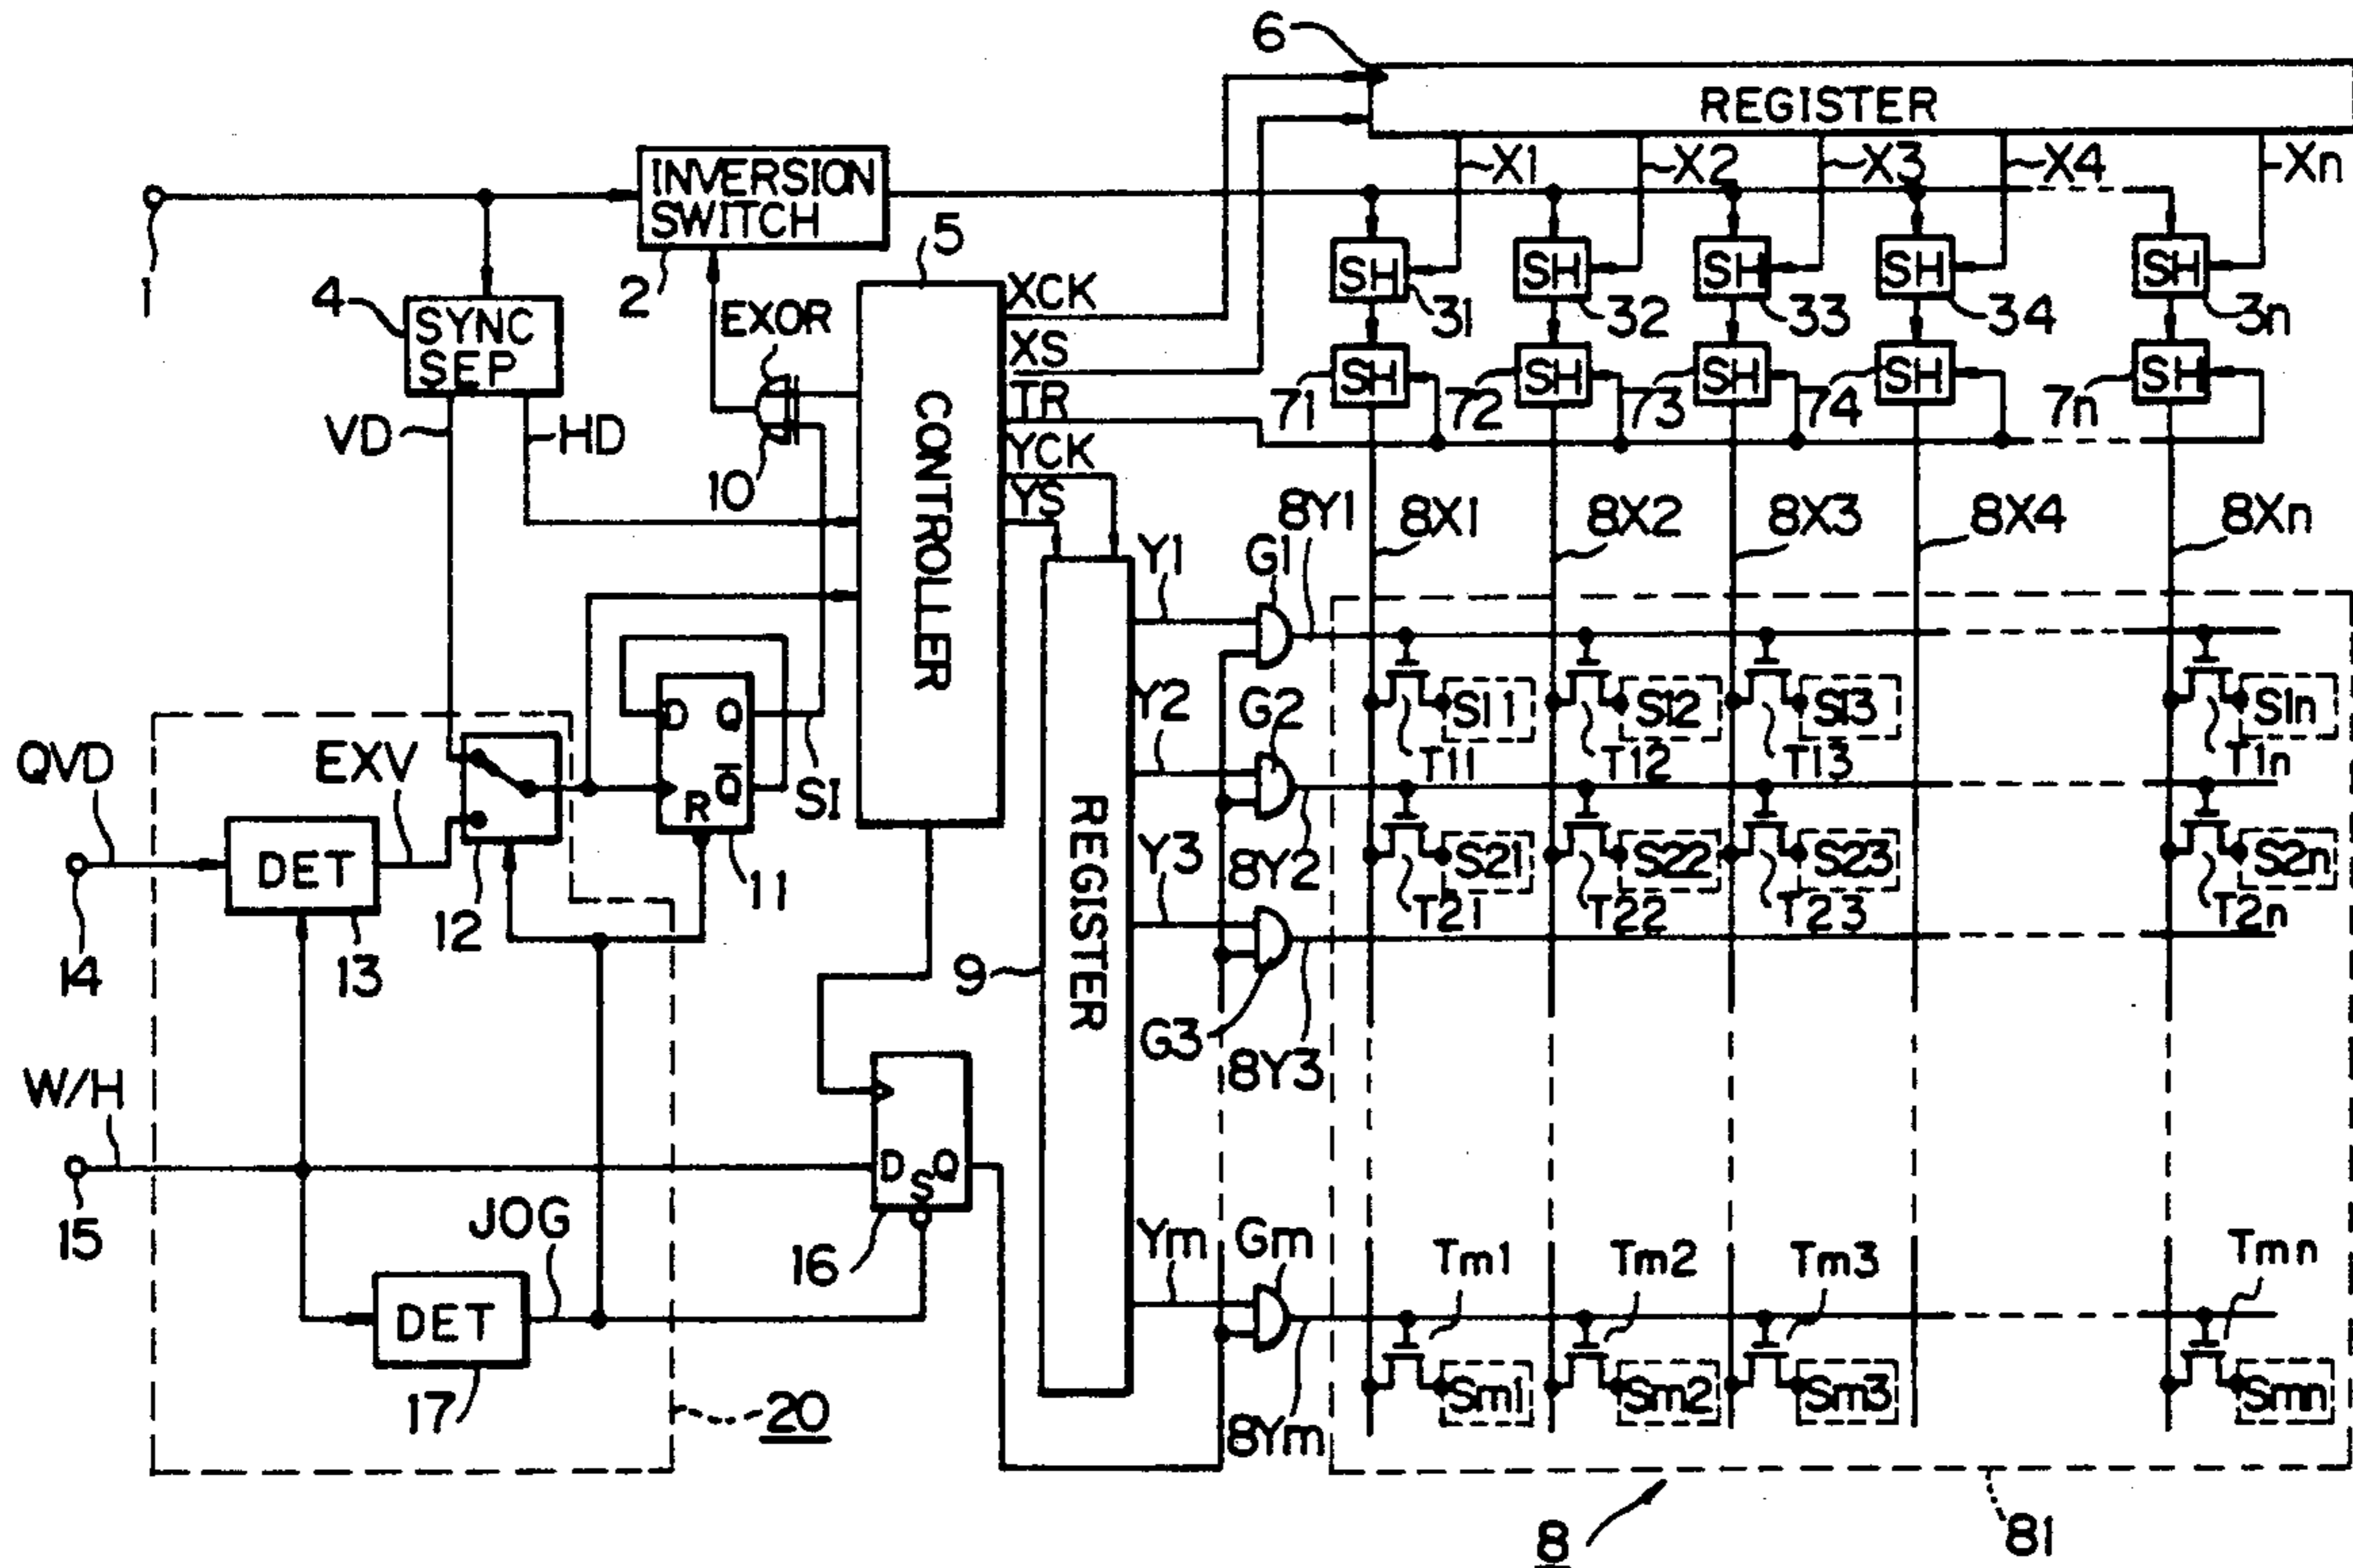 6
REGISTER
X1
X2
X3
X4
Xn
INVERSION
SWITCH
1
2
5
4
SYNC
SEP
EXOR
10
VD
HD
CONTROLLER
XCK
XS
TR
YCK
YS
SH
SH
SH
SH
SH
31
32
33
34
3n
SH
SH
SH
SH
SH
71
72
73
74
7n
8X1
8X2
8X3
8X4
8Xn
Y1
G1
8Y1
Y2
G2
8Y2
Y3
G3
8Y3
Ym
Gm
8Ym
REGISTER
9
S11
S12
S13
S1n
T11
T12
T13
T1n
S21
S22
S23
S2n
T21
T22
T23
T2n
Tm1
Tm2
Tm3
Tmn
Sm1
Sm2
Sm3
Smn
QVD
EXV
14
DET
13
12
D Q
R Q̅
11
SI
W/H
15
JOG
DET
17
D S Q
16
20
8
81